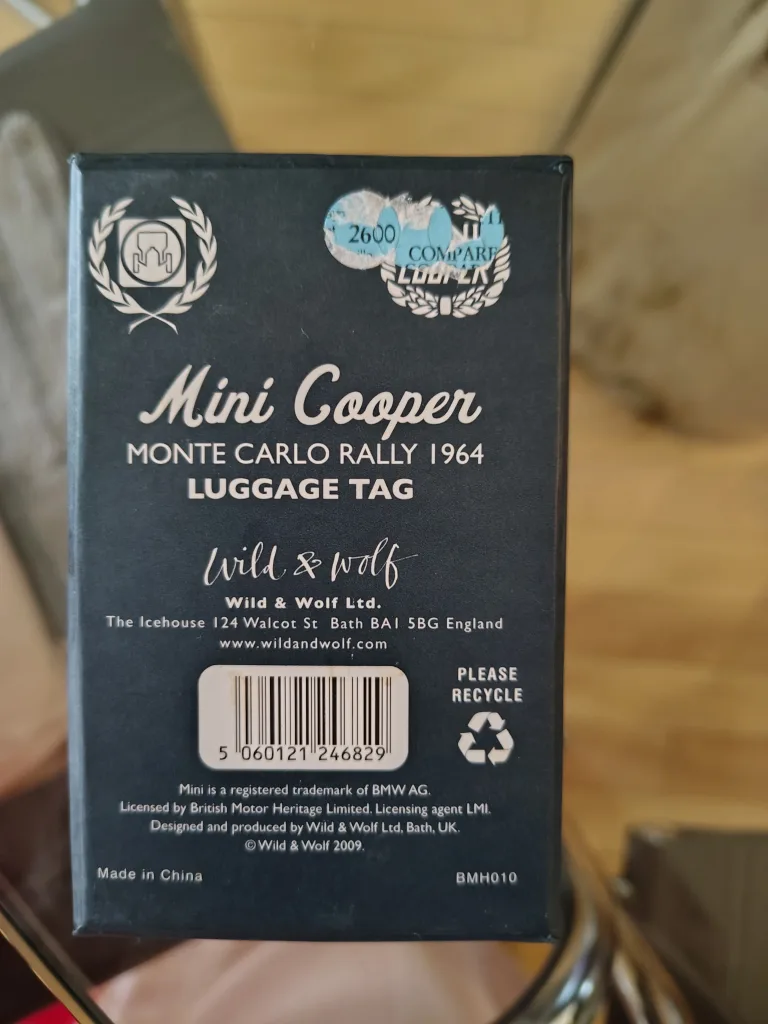 2600
COMPARE
COOPER
Mini Cooper
MONTE CARLO RALLY 1964
LUGGAGE TAG
Wild & Wolf
Wild & Wolf Ltd.
The Icehouse 124 Walcot St Bath BA1 5BG England
www.wildandwolf.com
PLEASE
RECYCLE
5 060121 246829
Mini is a registered trademark of BMW AG.
Licensed by British Motor Heritage Limited. Licensing agent LMI.
Designed and produced by Wild & Wolf Ltd, Bath, UK.
© Wild & Wolf 2009.
Made in China
BMH010